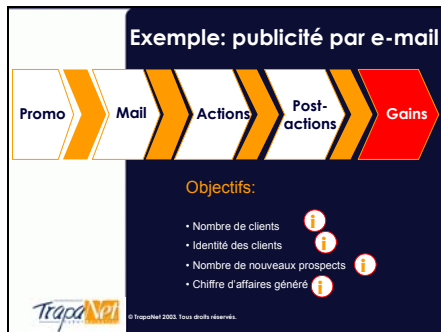 Exemple: publicité par e-mail
Promo
Mail
Actions
Post-
actions
Gains
Objectifs:
• Nombre de clients i
• Identité des clients i
• Nombre de nouveaux prospects i
• Chiffre d'affaires généré i
TrapaNet
© TrapaNet 2003. Tous droits réservés.